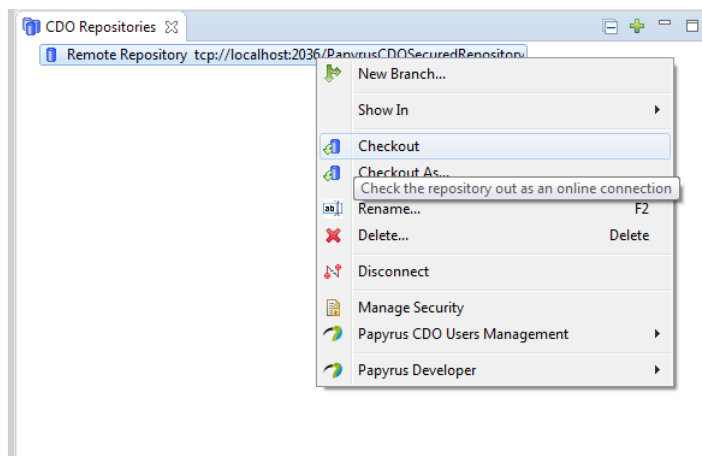 CDO Repositories
Remote Repository tcp://localhost:2036/PapyrusCDOSecuredRepository
New Branch...
Show In
Checkout
Checkout As...
Check the repository out as an online connection
Rename... F2
Delete... Delete
Disconnect
Manage Security
Papyrus CDO Users Management
Papyrus Developer